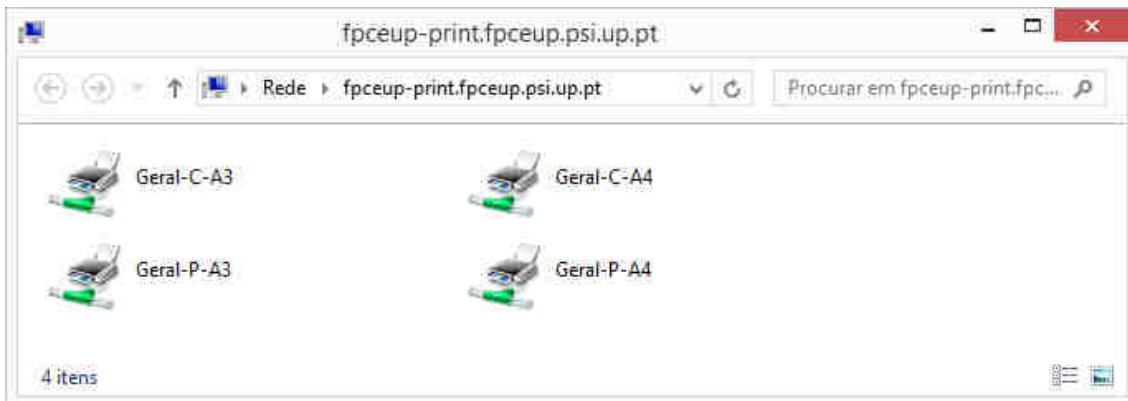 fpceup-print.fpceup.psi.up.pt
Rede fpceup-print.fpceup.psi.up.pt Procurar em fpceup-print.fpc...
Geral-C-A3 Geral-C-A4
Geral-P-A3 Geral-P-A4
4 itens